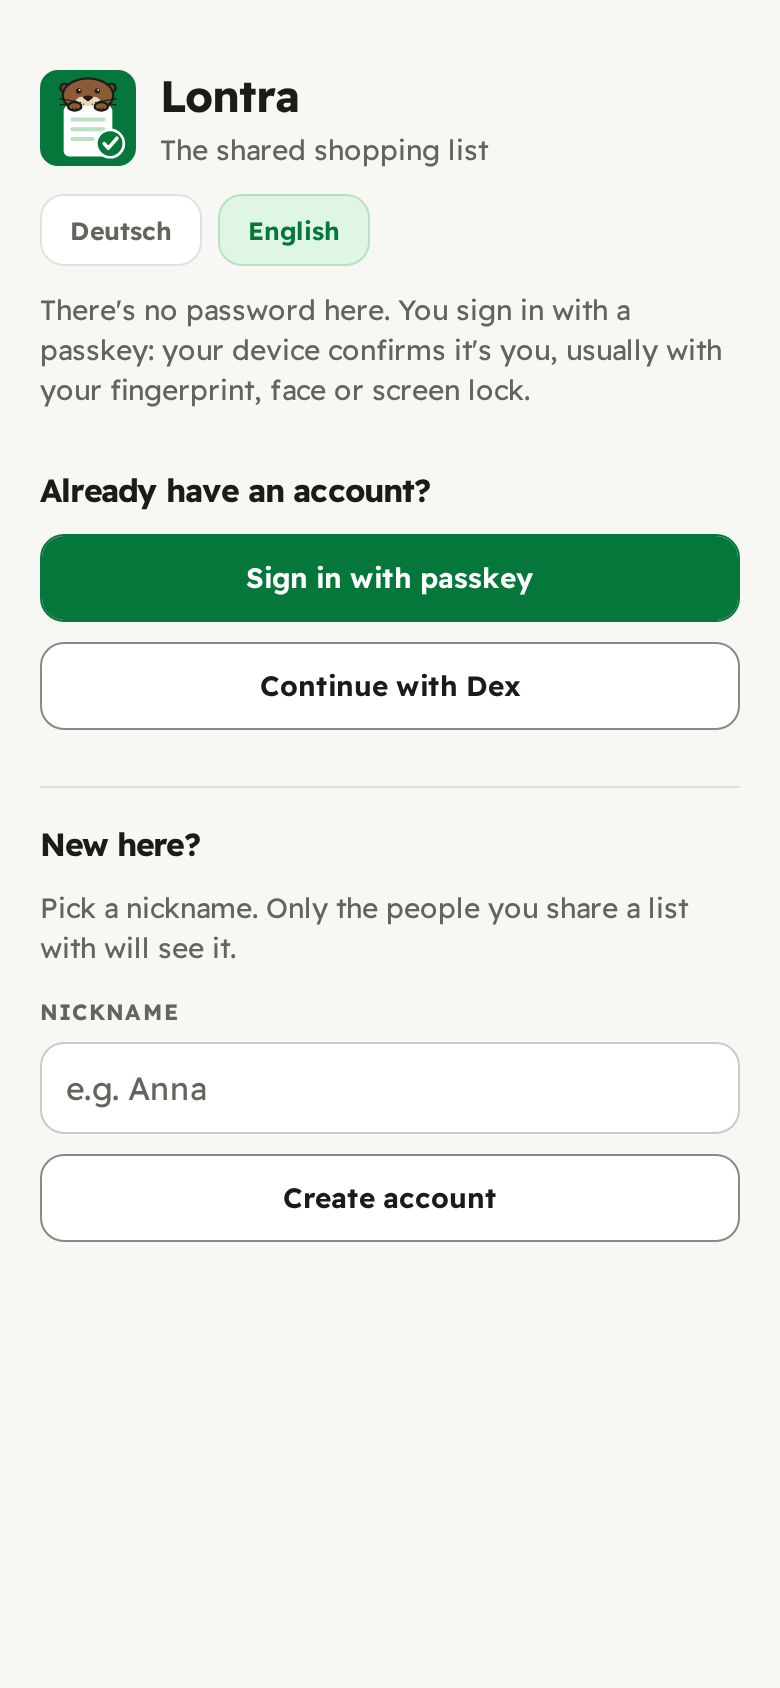 Lontra
The shared shopping list
Deutsch
English
There's no password here. You sign in with a
passkey: your device confirms it's you, usually with
your fingerprint, face or screen lock.
Already have an account?
Sign in with passkey
Continue with Dex
New here?
Pick a nickname. Only the people you share a list
with will see it.
NICKNAME
e.g. Anna
Create account